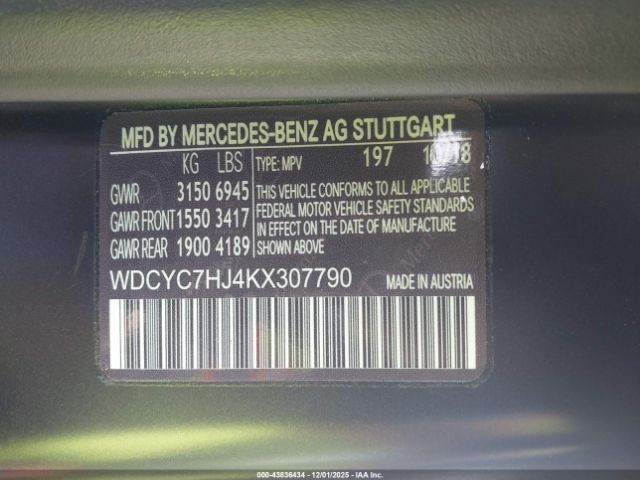 MFD BY MERCEDES-BENZ AG STUTTGART
KG LBS TYPE: MPV 197
GVWR 3150 6945 THIS VEHICLE CONFORMS TO ALL APPLICABLE
GAWR FRONT 1550 3417 FEDERAL MOTOR VEHICLE SAFETY STANDARDS
IN EFFECT ON THE DATE OF MANUFACTURE
GAWR REAR 1900 4189 SHOWN ABOVE
WDCYC7HJ4KX307790 MADE IN AUSTRIA
000-43836434 - 12/01/2025 - IAA, Inc.